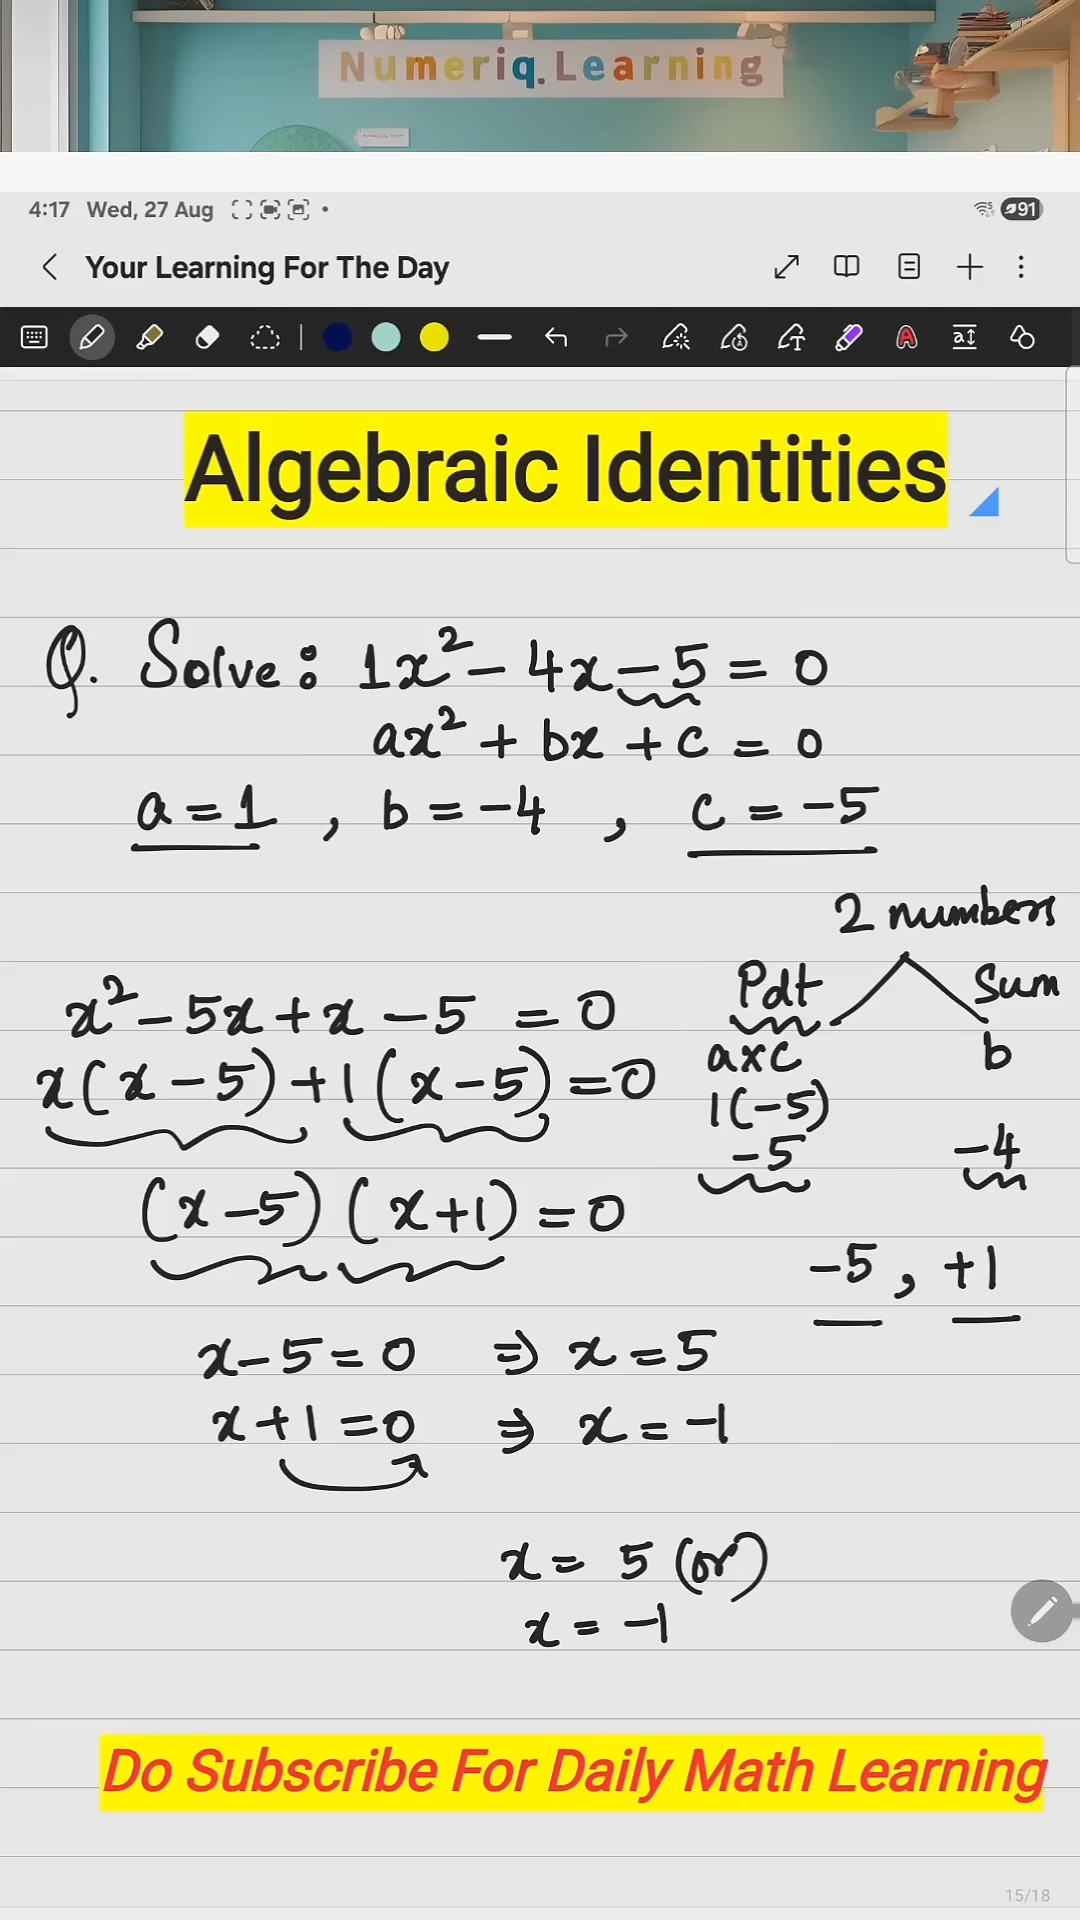 Numeriq.Learning
4:17 Wed, 27 Aug
91
Your Learning For The Day
Algebraic Identities
Q. Solve: 1x² - 4x - 5 = 0
ax² + bx + c = 0
a = 1 , b = -4 , c = -5
2 numbers
Pdt Sum
a×c b
1(-5)
-5 -4
-5 , +1
x² - 5x + x - 5 = 0
x(x - 5) + 1(x - 5) = 0
(x - 5)(x + 1) = 0
x - 5 = 0 ⇒ x = 5
x + 1 = 0 ⇒ x = -1
x = 5 (or)
x = -1
Do Subscribe For Daily Math Learning
15/18